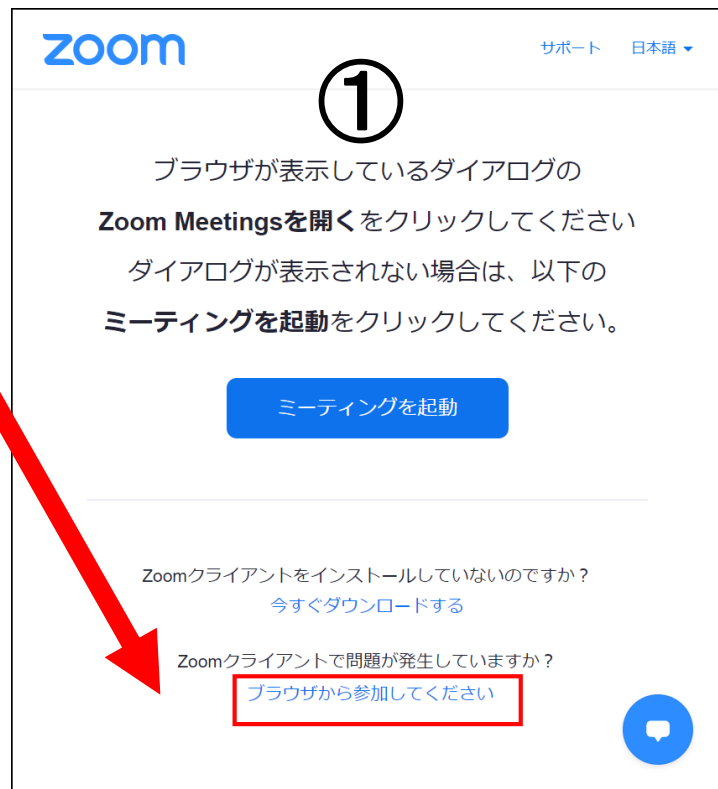 zoom
サポート 日本語
①
ブラウザが表示しているダイアログの
Zoom Meetingsを開くをクリックしてください
ダイアログが表示されない場合は、以下の
ミーティングを起動をクリックしてください。
ミーティングを起動
Zoomクライアントをインストールしていないのですか？
今すぐダウンロードする
Zoomクライアントで問題が発生していますか？
ブラウザから参加してください